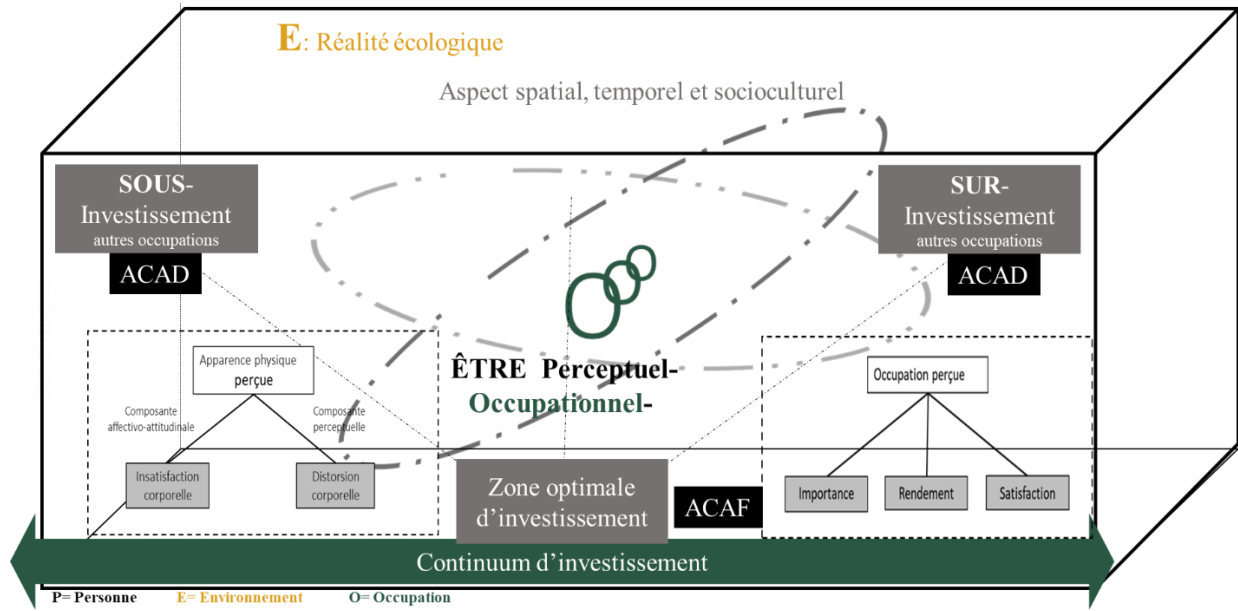 E: Réalité écologique
Aspect spatial, temporel et socioculturel
SOUS-
Investissement
autres occupations
ACAD
SUR-
Investissement
autres occupations
ACAD
Apparence physique
perçue
Composante
affectivo-attitudinale
Composante
perceptuelle
Insatisfaction
corporelle
Distorsion
corporelle
ÊTRE Perceptuel-
Occupationnel-
Occupation perçue
Importance
Rendement
Satisfaction
Zone optimale
d’investissement
ACAF
Continuum d’investissement
P= Personne E= Environnement O= Occupation